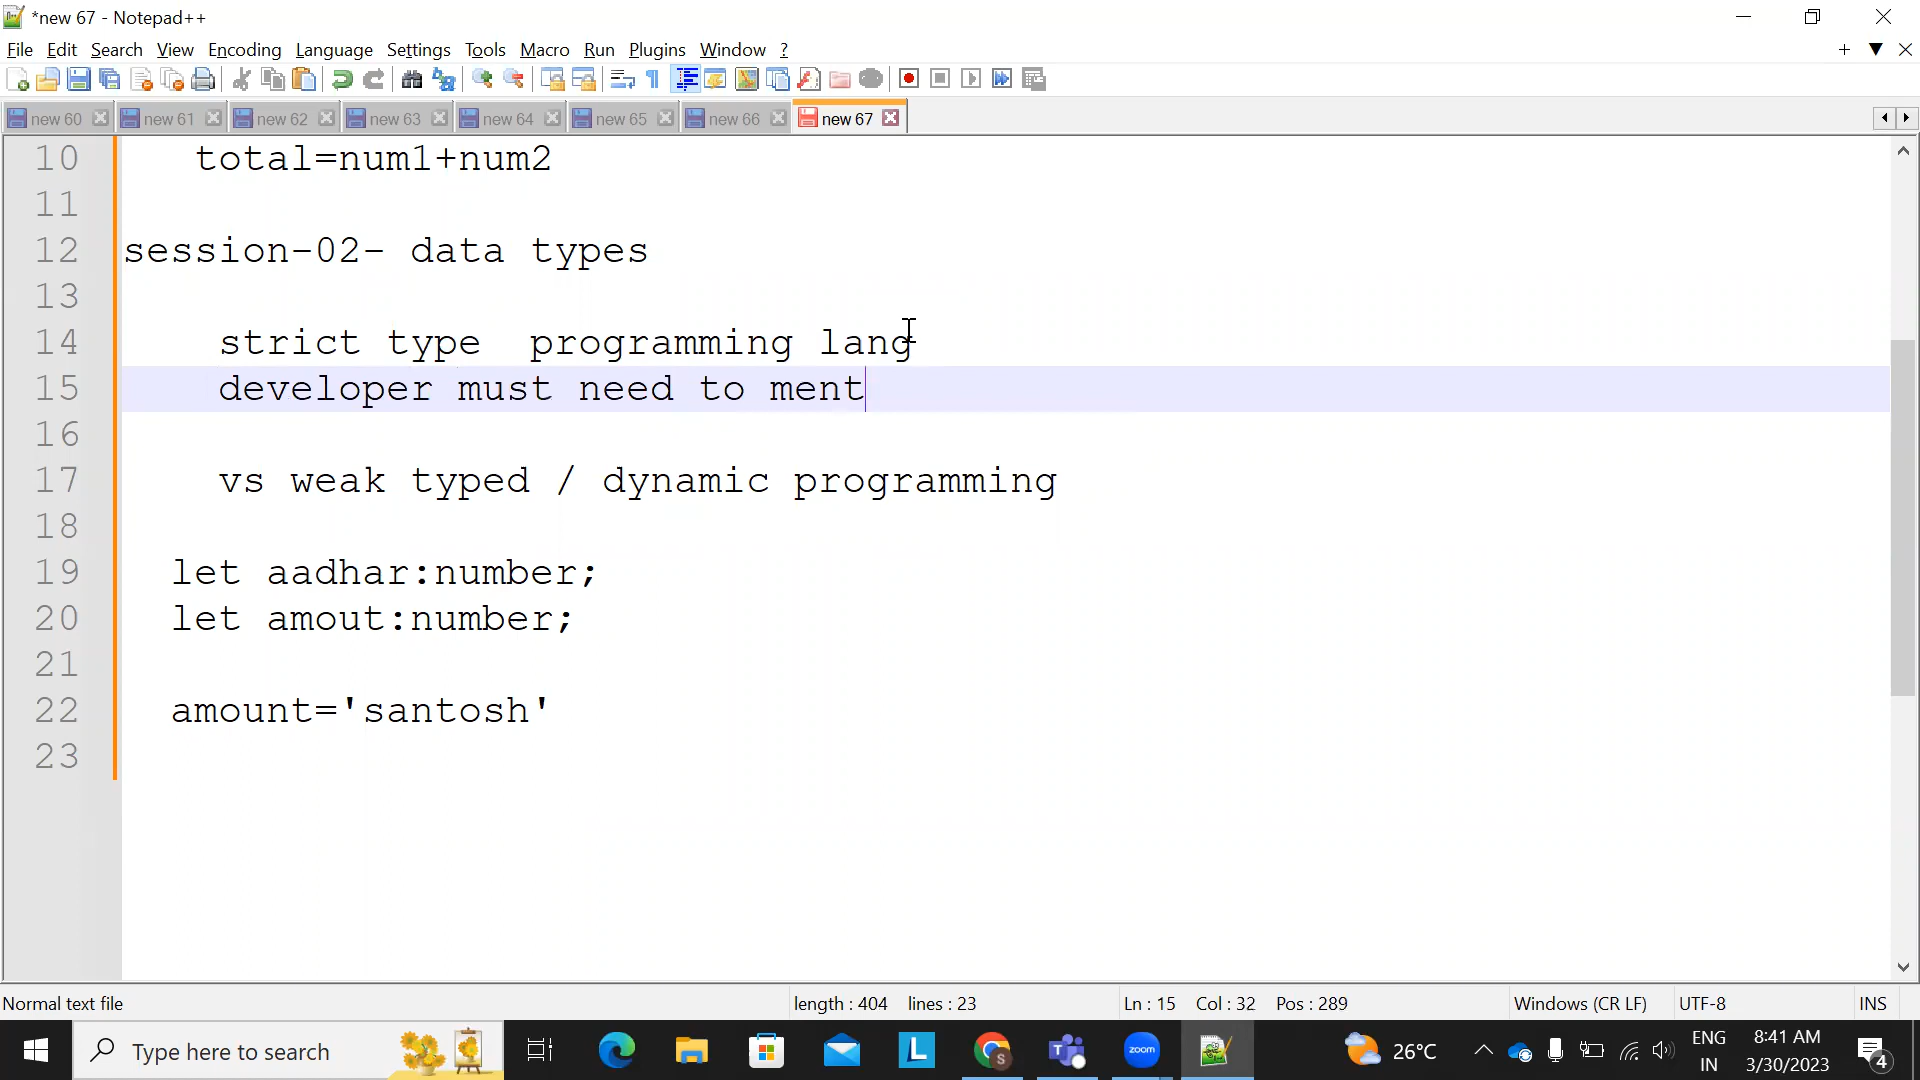 *new 67 - Notepad++
File Edit Search View Encoding Language Settings Tools Macro Run Plugins Window ?
new 60 new 61 new 62 new 63 new 64 new 65 new 66 new 67
10 total=num1+num2
11
12 session-02- data types
13
14 strict type  programming lang
15 developer must need to ment
16
17 vs weak typed / dynamic programming
18
19 let aadhar:number;
20 let amout:number;
21
22 amount='santosh'
23
Normal text file length : 404 lines : 23 Ln : 15 Col : 32 Pos : 289 Windows (CR LF) UTF-8 INS
Type here to search L S zoom 26°C ENG IN 8:41 AM 3/30/2023 4